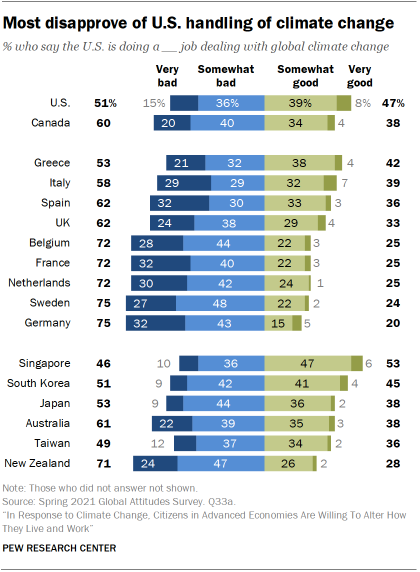 Most disapprove of U.S. handling of climate change
% who say the U.S. is doing a __ job dealing with global climate change
Very bad Somewhat bad Somewhat good Very good
U.S. 51% 15% 36% 39% 8% 47%
Canada 60 20 40 34 4 38
Greece 53 21 32 38 4 42
Italy 58 29 29 32 7 39
Spain 62 32 30 33 3 36
UK 62 24 38 29 4 33
Belgium 72 28 44 22 3 25
France 72 32 40 22 3 25
Netherlands 72 30 42 24 1 25
Sweden 75 27 48 22 2 24
Germany 75 32 43 15 5 20
Singapore 46 10 36 47 6 53
South Korea 51 9 42 41 4 45
Japan 53 9 44 36 2 38
Australia 61 22 39 35 3 38
Taiwan 49 12 37 34 2 36
New Zealand 71 24 47 26 2 28
Note: Those who did not answer not shown.
Source: Spring 2021 Global Attitudes Survey. Q33a.
"In Response to Climate Change, Citizens in Advanced Economies Are Willing To Alter How
They Live and Work"
PEW RESEARCH CENTER